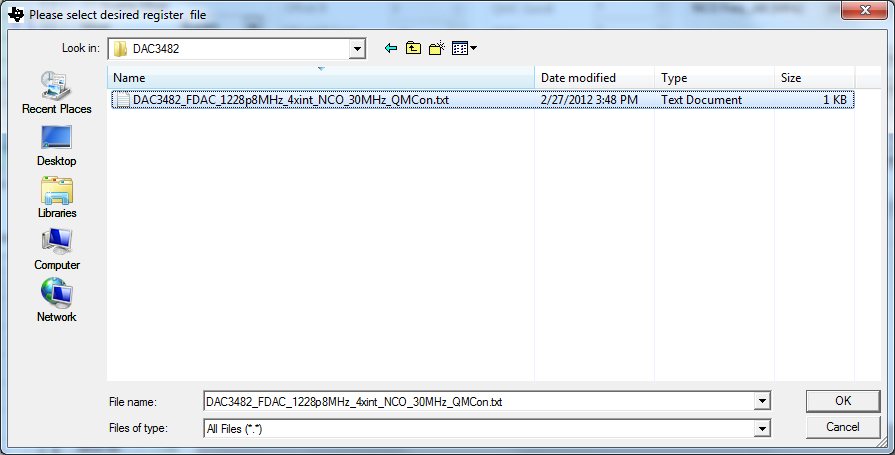 Please select desired register  file
Look in: DAC3482
Name Date modified Type Size
DAC3482_FDAC_1228p8MHz_4xint_NCO_30MHz_QMCon.txt 2/27/2012 3:48 PM Text Document 1 KB
Recent Places
Desktop
Libraries
Computer
Network
File name: DAC3482_FDAC_1228p8MHz_4xint_NCO_30MHz_QMCon.txt OK
Files of type: All Files (*.*) Cancel